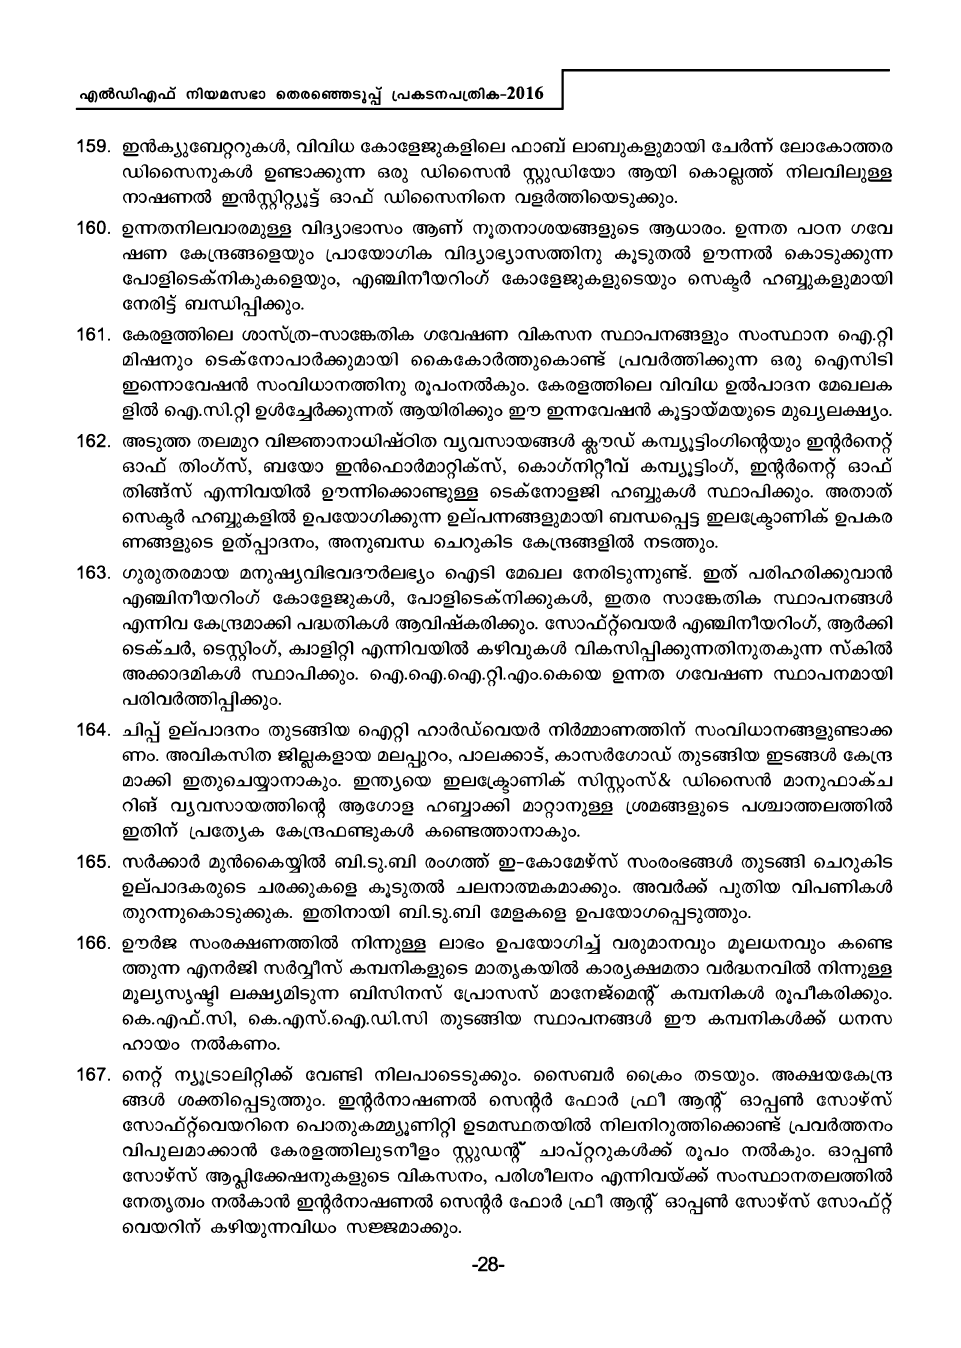 എൽഡിഎഫ് നിയമസഭാ തെരഞ്ഞെടുപ്പ് പ്രകടനപത്രിക-2016
159. ഇൻക്യുബേറ്ററുകൾ, വിവിധ കോളേജുകളിലെ ഫാബ് ലാബുകളുമായി ചേർന്ന് ലോകോത്തര
ഡിസൈനുകൾ ഉണ്ടാക്കുന്ന ഒരു ഡിസൈൻ സ്റ്റുഡിയോ ആയി കൊല്ലത്ത് നിലവിലുള്ള
നാഷണൽ ഇൻസ്റ്റിറ്റ്യൂട്ട് ഓഫ് ഡിസൈനിനെ വളർത്തിയെടുക്കും.
160. ഉന്നതനിലവാരമുള്ള വിദ്യാഭാസം ആണ് നൂതനാശയങ്ങളുടെ ആധാരം. ഉന്നത പഠന ഗവേ
ഷണ കേന്ദ്രങ്ങളെയും പ്രായോഗിക വിദ്യാഭ്യാസത്തിനു കൂടുതൽ ഊന്നൽ കൊടുക്കുന്ന
പോളിടെക്നികുകളെയും, എഞ്ചിനീയറിംഗ് കോളേജുകളുടെയും സെക്ടർ ഹബ്ബുകളുമായി
നേരിട്ട് ബന്ധിപ്പിക്കും.
161. കേരളത്തിലെ ശാസ്ത്ര-സാങ്കേതിക ഗവേഷണ വികസന സ്ഥാപനങ്ങളും സംസ്ഥാന ഐ.റ്റി
മിഷനും ടെക്നോപാർക്കുമായി കൈകോർത്തുകൊണ്ട് പ്രവർത്തിക്കുന്ന ഒരു ഐസിടി
ഇന്നൊവേഷൻ സംവിധാനത്തിനു രൂപംനൽകും. കേരളത്തിലെ വിവിധ ഉൽപാദന മേഖലക
ളിൽ ഐ.സി.റ്റി ഉൾച്ചേർക്കുന്നത് ആയിരിക്കും ഈ ഇന്നവേഷൻ കൂട്ടായ്മയുടെ മുഖ്യലക്ഷ്യം.
162. അടുത്ത തലമുറ വിജ്ഞാനാധിഷ്ഠിത വ്യവസായങ്ങൾ ക്ലൗഡ് കമ്പ്യൂട്ടിംഗിന്റെയും ഇന്റർനെറ്റ്
ഓഫ് തിംഗ്സ്, ബയോ ഇൻഫൊർമാറ്റിക്സ്, കൊഗ്നിറ്റീവ് കമ്പ്യൂട്ടിംഗ്, ഇന്റർനെറ്റ് ഓഫ്
തിങ്ങ്സ് എന്നിവയിൽ ഊന്നിക്കൊണ്ടുള്ള ടെക്നോളജി ഹബ്ബുകൾ സ്ഥാപിക്കും. അതാത്
സെക്ടർ ഹബ്ബുകളിൽ ഉപയോഗിക്കുന്ന ഉല്പന്നങ്ങളുമായി ബന്ധപ്പെട്ട ഇലക്ട്രോണിക് ഉപകര
ണങ്ങളുടെ ഉത്പ്പാദനം, അനുബന്ധ ചെറുകിട കേന്ദ്രങ്ങളിൽ നടത്തും.
163. ഗുരുതരമായ മനുഷ്യവിഭവദൗർലഭ്യം ഐടി മേഖല നേരിടുന്നുണ്ട്. ഇത് പരിഹരിക്കുവാൻ
എഞ്ചിനീയറിംഗ് കോളേജുകൾ, പോളിടെക്നിക്കുകൾ, ഇതര സാങ്കേതിക സ്ഥാപനങ്ങൾ
എന്നിവ കേന്ദ്രമാക്കി പദ്ധതികൾ ആവിഷ്കരിക്കും. സോഫ്റ്റ്‌വെയർ എഞ്ചിനീയറിംഗ്, ആർക്കി
ടെക്ചർ, ടെസ്റ്റിംഗ്, ക്വാളിറ്റി എന്നിവയിൽ കഴിവുകൾ വികസിപ്പിക്കുന്നതിനുതകുന്ന സ്കിൽ
അക്കാദമികൾ സ്ഥാപിക്കും. ഐ.ഐ.ഐ.റ്റി.എം.കെയെ ഉന്നത ഗവേഷണ സ്ഥാപനമായി
പരിവർത്തിപ്പിക്കും.
164. ചിപ്പ് ഉല്പാദനം തുടങ്ങിയ ഐറ്റി ഹാർഡ്‌വെയർ നിർമ്മാണത്തിന് സംവിധാനങ്ങളുണ്ടാക്ക
ണം. അവികസിത ജില്ലകളായ മലപ്പുറം, പാലക്കാട്, കാസർഗോഡ് തുടങ്ങിയ ഇടങ്ങൾ കേന്ദ്ര
മാക്കി ഇതുചെയ്യാനാകും. ഇന്ത്യയെ ഇലക്ട്രോണിക് സിസ്റ്റംസ്& ഡിസൈൻ മാനുഫാക്ച
റിങ് വ്യവസായത്തിന്റെ ആഗോള ഹബ്ബാക്കി മാറ്റാനുള്ള ശ്രമങ്ങളുടെ പശ്ചാത്തലത്തിൽ
ഇതിന് പ്രത്യേക കേന്ദ്രഫണ്ടുകൾ കണ്ടെത്താനാകും.
165. സർക്കാർ മുൻകൈയ്യിൽ ബി.ടു.ബി രംഗത്ത് ഇ-കോമേഴ്സ് സംരംഭങ്ങൾ തുടങ്ങി ചെറുകിട
ഉല്പാദകരുടെ ചരക്കുകളെ കൂടുതൽ ചലനാത്മകമാക്കും. അവർക്ക് പുതിയ വിപണികൾ
തുറന്നുകൊടുക്കുക. ഇതിനായി ബി.ടു.ബി മേളകളെ ഉപയോഗപ്പെടുത്തും.
166. ഊർജ സംരക്ഷണത്തിൽ നിന്നുള്ള ലാഭം ഉപയോഗിച്ച് വരുമാനവും മൂലധനവും കണ്ടെ
ത്തുന്ന എനർജി സർവ്വീസ് കമ്പനികളുടെ മാതൃകയിൽ കാര്യക്ഷമതാ വർദ്ധനവിൽ നിന്നുള്ള
മൂല്യസൃഷ്ടി ലക്ഷ്യമിടുന്ന ബിസിനസ് പ്രോസസ് മാനേജ്മെന്റ് കമ്പനികൾ രൂപീകരിക്കും.
കെ.എഫ്.സി, കെ.എസ്.ഐ.ഡി.സി തുടങ്ങിയ സ്ഥാപനങ്ങൾ ഈ കമ്പനികൾക്ക് ധനസ
ഹായം നൽകണം.
167. നെറ്റ് ന്യൂട്രാലിറ്റിക്ക് വേണ്ടി നിലപാടെടുക്കും. സൈബർ ക്രൈം തടയും. അക്ഷയകേന്ദ്ര
ങ്ങൾ ശക്തിപ്പെടുത്തും. ഇന്റർനാഷണൽ സെന്റർ ഫോർ ഫ്രീ ആന്റ് ഓപ്പൺ സോഴ്സ്
സോഫ്റ്റ്‌വെയറിനെ പൊതുകമ്മ്യൂണിറ്റി ഉടമസ്ഥതയിൽ നിലനിറുത്തിക്കൊണ്ട് പ്രവർത്തനം
വിപുലമാക്കാൻ കേരളത്തിലുടനീളം സ്റ്റുഡന്റ് ചാപ്റ്ററുകൾക്ക് രൂപം നൽകും. ഓപ്പൺ
സോഴ്സ് ആപ്ലിക്കേഷനുകളുടെ വികസനം, പരിശീലനം എന്നിവയ്ക്ക് സംസ്ഥാനതലത്തിൽ
നേതൃത്വം നൽകാൻ ഇന്റർനാഷണൽ സെന്റർ ഫോർ ഫ്രീ ആന്റ് ഓപ്പൺ സോഴ്സ് സോഫ്റ്റ്
വെയറിന് കഴിയുന്നവിധം സജ്ജമാക്കും.
-28-